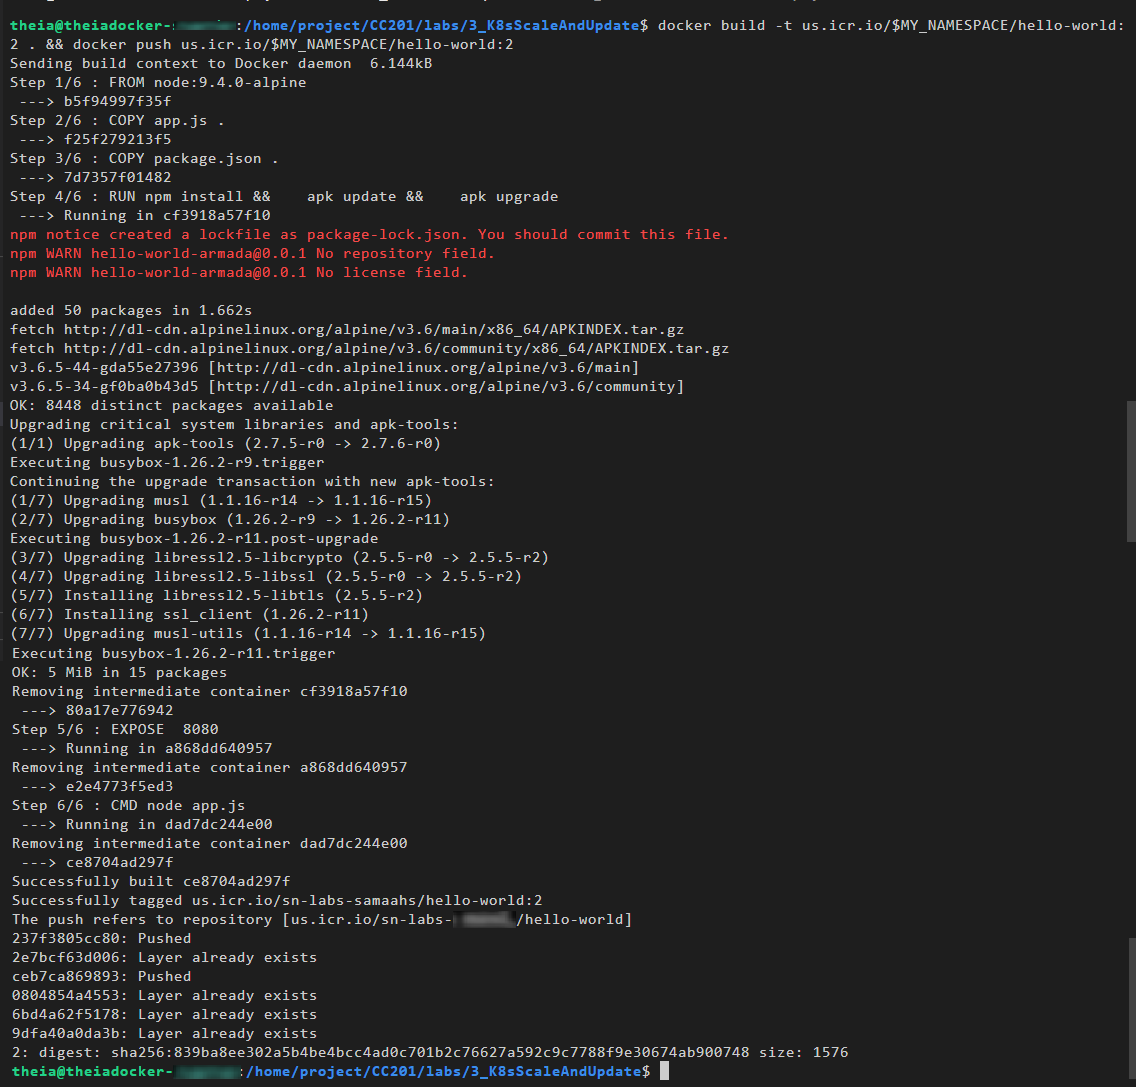 theia@theiadocker- :/home/project/CC201/labs/3_K8sScaleAndUpdate$ docker build -t us.icr.io/$MY_NAMESPACE/hello-world:
2 . && docker push us.icr.io/$MY_NAMESPACE/hello-world:2
Sending build context to Docker daemon  6.144kB
Step 1/6 : FROM node:9.4.0-alpine
 ---> b5f94997f35f
Step 2/6 : COPY app.js .
 ---> f25f279213f5
Step 3/6 : COPY package.json .
 ---> 7d7357f01482
Step 4/6 : RUN npm install &&    apk update &&    apk upgrade
 ---> Running in cf3918a57f10
npm notice created a lockfile as package-lock.json. You should commit this file.
npm WARN hello-world-armada@0.0.1 No repository field.
npm WARN hello-world-armada@0.0.1 No license field.

added 50 packages in 1.662s
fetch http://dl-cdn.alpinelinux.org/alpine/v3.6/main/x86_64/APKINDEX.tar.gz
fetch http://dl-cdn.alpinelinux.org/alpine/v3.6/community/x86_64/APKINDEX.tar.gz
v3.6.5-44-gda55e27396 [http://dl-cdn.alpinelinux.org/alpine/v3.6/main]
v3.6.5-34-gf0ba0b43d5 [http://dl-cdn.alpinelinux.org/alpine/v3.6/community]
OK: 8448 distinct packages available
Upgrading critical system libraries and apk-tools:
(1/1) Upgrading apk-tools (2.7.5-r0 -> 2.7.6-r0)
Executing busybox-1.26.2-r9.trigger
Continuing the upgrade transaction with new apk-tools:
(1/7) Upgrading musl (1.1.16-r14 -> 1.1.16-r15)
(2/7) Upgrading busybox (1.26.2-r9 -> 1.26.2-r11)
Executing busybox-1.26.2-r11.post-upgrade
(3/7) Upgrading libressl2.5-libcrypto (2.5.5-r0 -> 2.5.5-r2)
(4/7) Upgrading libressl2.5-libssl (2.5.5-r0 -> 2.5.5-r2)
(5/7) Installing libressl2.5-libtls (2.5.5-r2)
(6/7) Installing ssl_client (1.26.2-r11)
(7/7) Upgrading musl-utils (1.1.16-r14 -> 1.1.16-r15)
Executing busybox-1.26.2-r11.trigger
OK: 5 MiB in 15 packages
Removing intermediate container cf3918a57f10
 ---> 80a17e776942
Step 5/6 : EXPOSE  8080
 ---> Running in a868dd640957
Removing intermediate container a868dd640957
 ---> e2e4773f5ed3
Step 6/6 : CMD node app.js
 ---> Running in dad7dc244e00
Removing intermediate container dad7dc244e00
 ---> ce8704ad297f
Successfully built ce8704ad297f
Successfully tagged us.icr.io/sn-labs-samaahs/hello-world:2
The push refers to repository [us.icr.io/sn-labs- /hello-world]
237f3805cc80: Pushed
2e7bcf63d006: Layer already exists
ceb7ca869893: Pushed
0804854a4553: Layer already exists
6bd4a62f5178: Layer already exists
9dfa40a0da3b: Layer already exists
2: digest: sha256:839ba8ee302a5b4be4bcc4ad0c701b2c76627a592c9c7788f9e30674ab900748 size: 1576
theia@theiadocker- :/home/project/CC201/labs/3_K8sScaleAndUpdate$